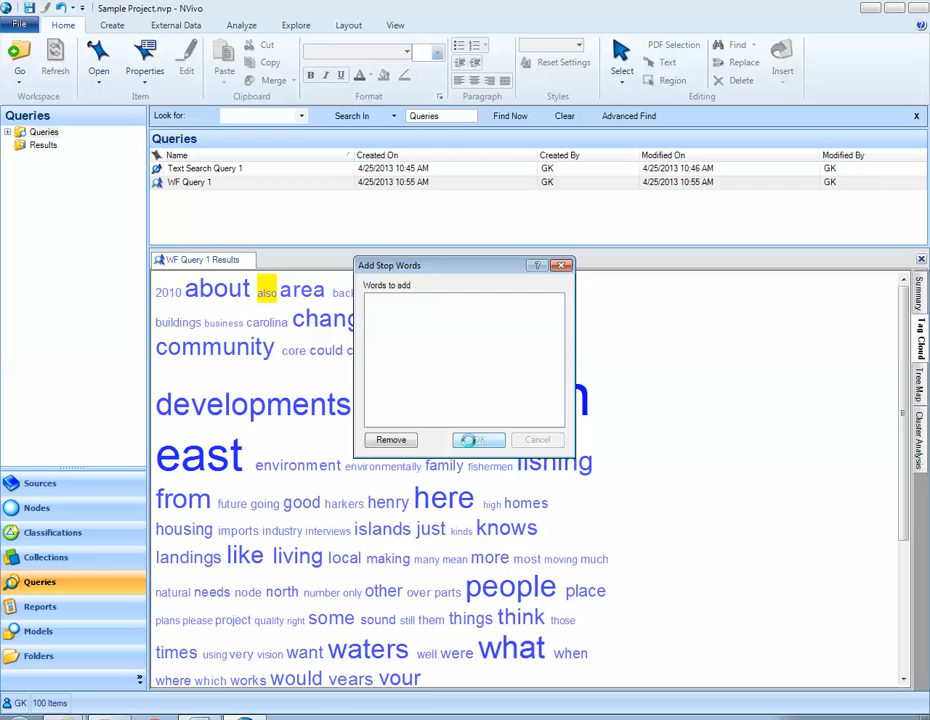 Sample Project.nvp - NVivo
File Home Create External Data Analyze Explore Layout View
Go Refresh Open Properties Edit Paste Cut Copy Merge
B I U
Reset Settings
Select PDF Selection Text Region Find Replace Delete Insert
Workspace Item Clipboard Format Paragraph Styles Editing
Queries
Look for: Search In Queries Find Now Clear Advanced Find x
Queries
Results
Queries
Name Created On Created By Modified On Modified By
Text Search Query 1 4/25/2013 10:45 AM GK 4/25/2013 10:46 AM GK
WF Query 1 4/25/2013 10:55 AM GK 4/25/2013 10:55 AM GK
WF Query 1 Results
Add Stop Words
Words to add
Remove Cancel
2010 about also area
buildings business carolina
community core could
developments
east environment environmentally family fishermen fishing
from future going good harkers henry here high homes
housing imports industry interviews islands just kinds knows
landings like living local making many mean more most moving much
natural needs node north number only other over parts people place
plans please project quality right some sound still them things think those
times using very vision want waters well were what when
where which works would years your
Summary
Tag Cloud
Tree Map
Cluster Analysis
Sources
Nodes
Classifications
Collections
Queries
Reports
Models
Folders
GK 100 Items